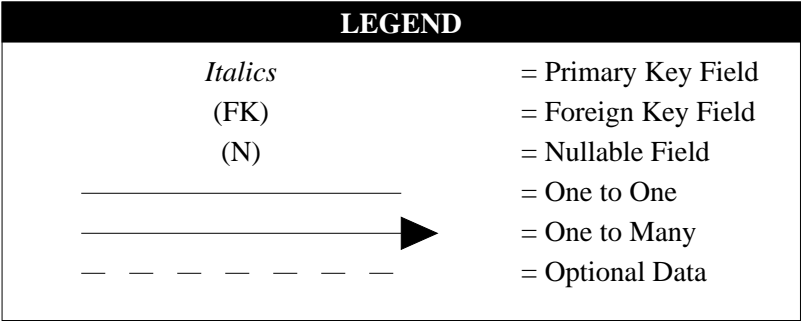 LEGEND
Italics = Primary Key Field
(FK) = Foreign Key Field
(N) = Nullable Field
= One to One
= One to Many
= Optional Data